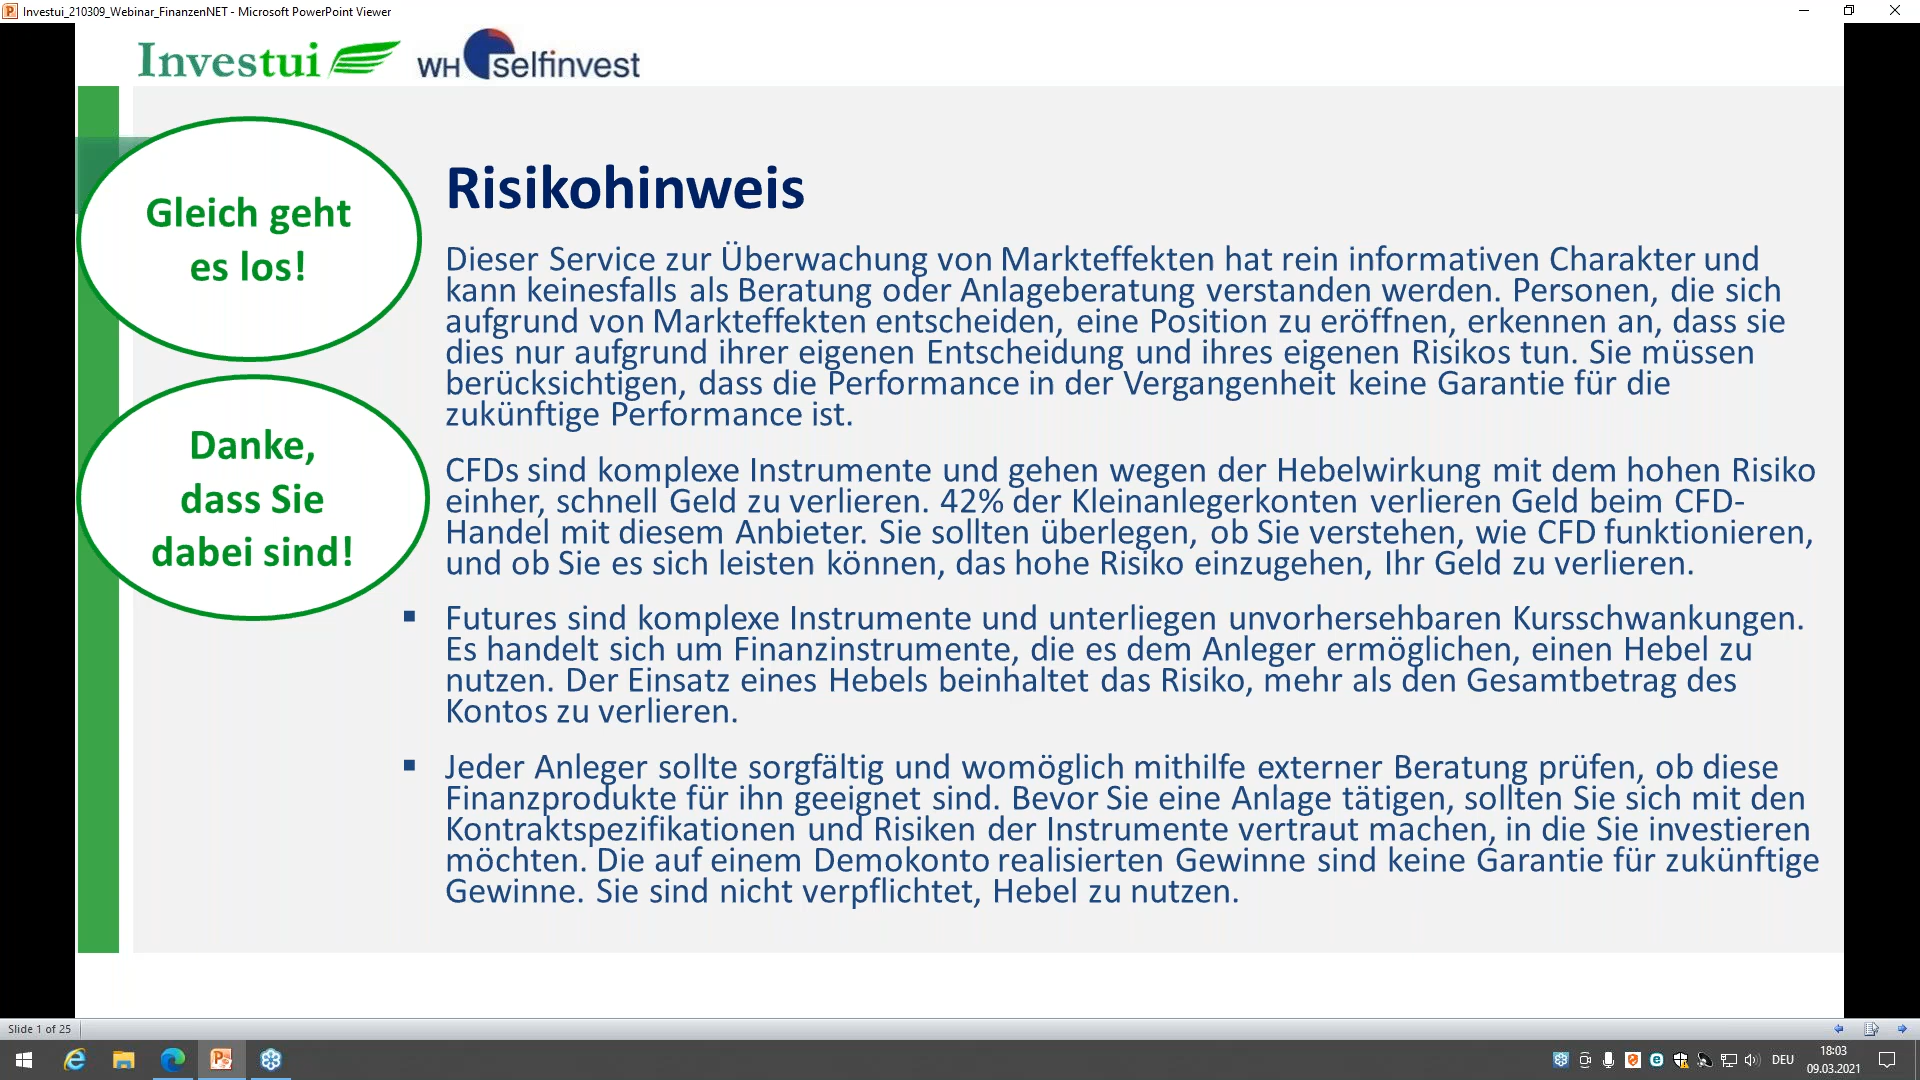 Investui_210309_Webinar_FinanzenNET - Microsoft PowerPoint Viewer
Investui
WH selfinvest
Gleich geht
es los!
Danke,
dass Sie
dabei sind!
Risikohinweis
Dieser Service zur Überwachung von Markteffekten hat rein informativen Charakter und
kann keinesfalls als Beratung oder Anlageberatung verstanden werden. Personen, die sich
aufgrund von Markteffekten entscheiden, eine Position zu eröffnen, erkennen an, dass sie
dies nur aufgrund ihrer eigenen Entscheidung und ihres eigenen Risikos tun. Sie müssen
berücksichtigen, dass die Performance in der Vergangenheit keine Garantie für die
zukünftige Performance ist.
CFDs sind komplexe Instrumente und gehen wegen der Hebelwirkung mit dem hohen Risiko
einher, schnell Geld zu verlieren. 42% der Kleinanlegerkonten verlieren Geld beim CFD-
Handel mit diesem Anbieter. Sie sollten überlegen, ob Sie verstehen, wie CFD funktionieren,
und ob Sie es sich leisten können, das hohe Risiko einzugehen, Ihr Geld zu verlieren.
▪ Futures sind komplexe Instrumente und unterliegen unvorhersehbaren Kursschwankungen.
Es handelt sich um Finanzinstrumente, die es dem Anleger ermöglichen, einen Hebel zu
nutzen. Der Einsatz eines Hebels beinhaltet das Risiko, mehr als den Gesamtbetrag des
Kontos zu verlieren.
▪ Jeder Anleger sollte sorgfältig und womöglich mithilfe externer Beratung prüfen, ob diese
Finanzprodukte für ihn geeignet sind. Bevor Sie eine Anlage tätigen, sollten Sie sich mit den
Kontraktspezifikationen und Risiken der Instrumente vertraut machen, in die Sie investieren
möchten. Die auf einem Demokonto realisierten Gewinne sind keine Garantie für zukünftige
Gewinne. Sie sind nicht verpflichtet, Hebel zu nutzen.
Slide 1 of 25
DEU
18:03
09.03.2021